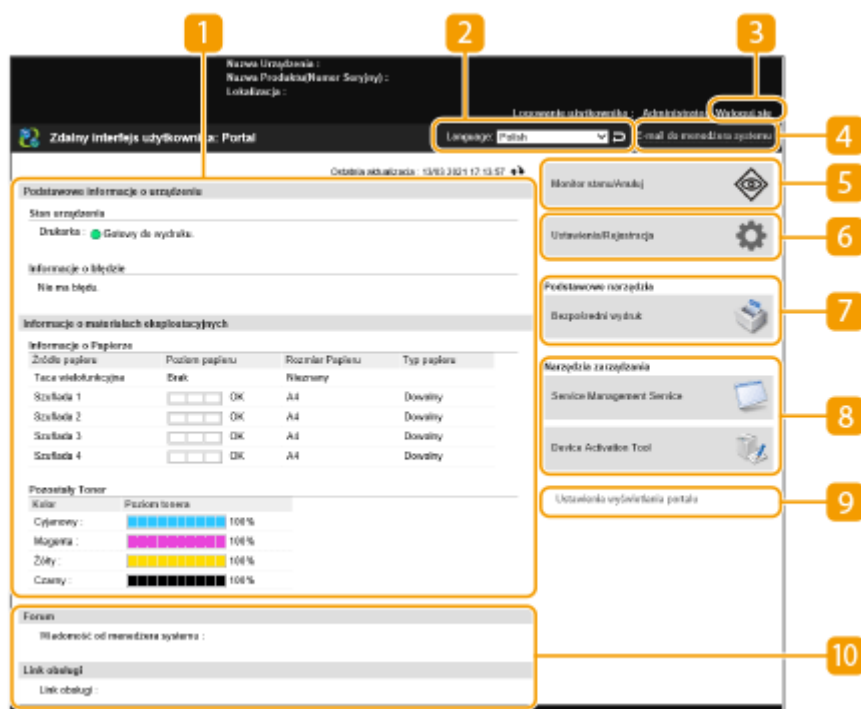 1
2
3
Nazwa Urządzenia :
Nazwa Produktu(Numer Seryjny) :
Lokalizacja :
Logowanie użytkownika : Administrator Wyloguj się
Zdalny interfejs użytkownika: Portal
Language: Polish
E-mail do menedżera systemu
4
Ostatnia aktualizacja : 13/03 2021 17:13:57
Podstawowe informacje o urządzeniu
Stan urządzenia
Drukarka : Gotowy do wydruku.
Informacje o błędzie
Nie ma błędu.
Informacje o materiałach eksploatacyjnych
Informacje o Papierze
Źródło papieru Poziom papieru Rozmiar Papieru Typ papieru
Taca wielofunkcyjna Brak Nieznany
Szuflada 1 OK A4 Dowolny
Szuflada 2 OK A4 Dowolny
Szuflada 3 OK A4 Dowolny
Szuflada 4 OK A4 Dowolny
Pozostały Toner
Kolor Poziom tonera
Cyjanowy : 100%
Magenta : 100%
Żółty : 100%
Czarny : 100%
Monitor stanu/Anuluj
5
Ustawienia/Rejestracja
6
Podstawowe narzędzia
Bezpośredni wydruk
7
Narzędzia zarządzania
Service Management Service
8
Device Activation Tool
Ustawienia wyświetlania portalu
9
Forum
Wiadomość od menedżera systemu :
10
Link obsługi
Link obsługi :